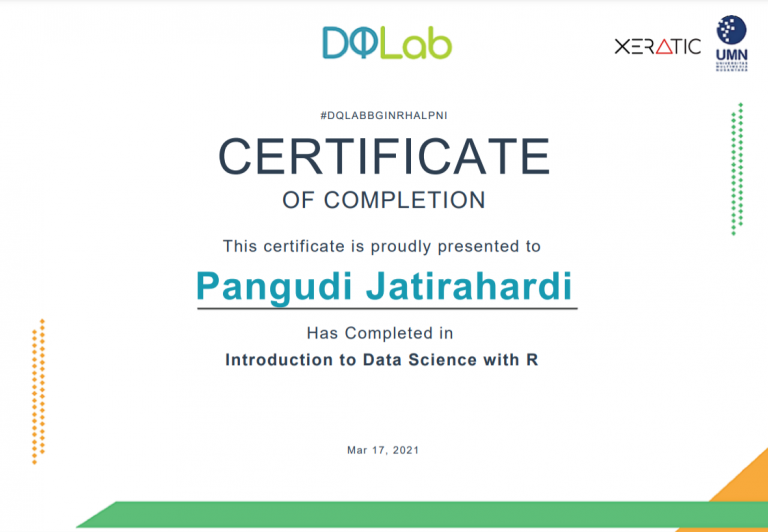 DQLab
XERATIC
UMN
UNIVERSITAS
MULTIMEDIA
NUSANTARA
#DQLABBGINRHALPNI
CERTIFICATE
OF COMPLETION
This certificate is proudly presented to
Pangudi Jatirahardi
Has Completed in
Introduction to Data Science with R
Mar 17, 2021